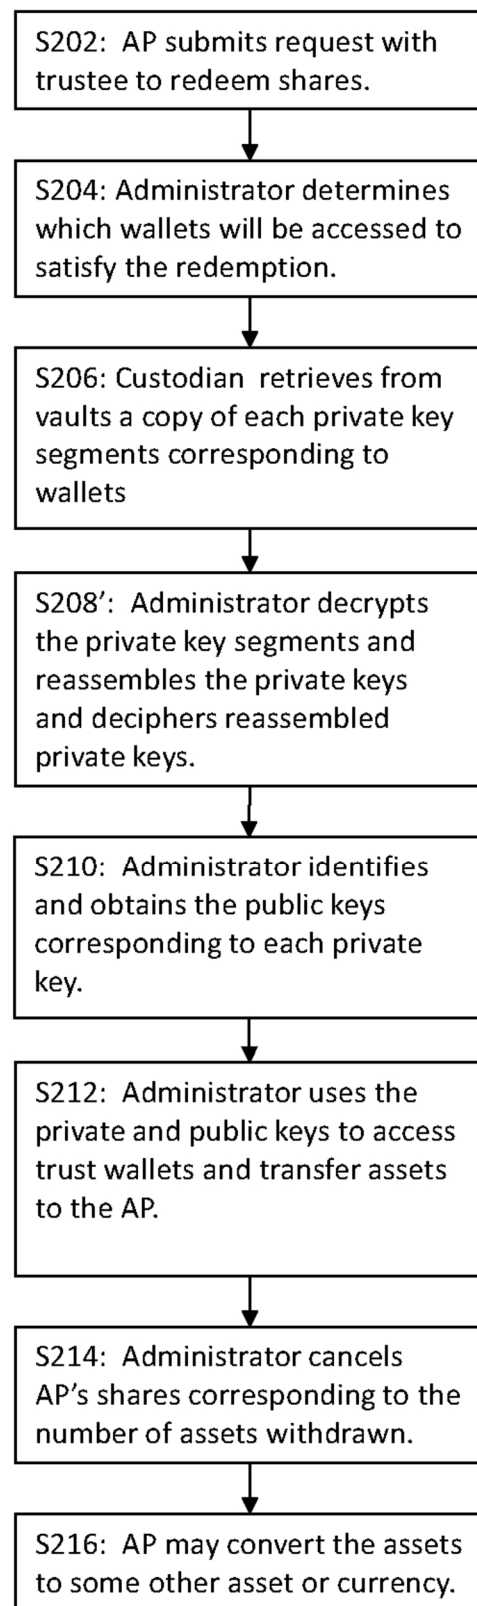 S202: AP submits request with
trustee to redeem shares.
S204: Administrator determines
which wallets will be accessed to
satisfy the redemption.
S206: Custodian retrieves from
vaults a copy of each private key
segments corresponding to
wallets
S208’: Administrator decrypts
the private key segments and
reassembles the private keys
and deciphers reassembled
private keys.
S210: Administrator identifies
and obtains the public keys
corresponding to each private
key.
S212: Administrator uses the
private and public keys to access
trust wallets and transfer assets
to the AP.
S214: Administrator cancels
AP’s shares corresponding to the
number of assets withdrawn.
S216: AP may convert the assets
to some other asset or currency.